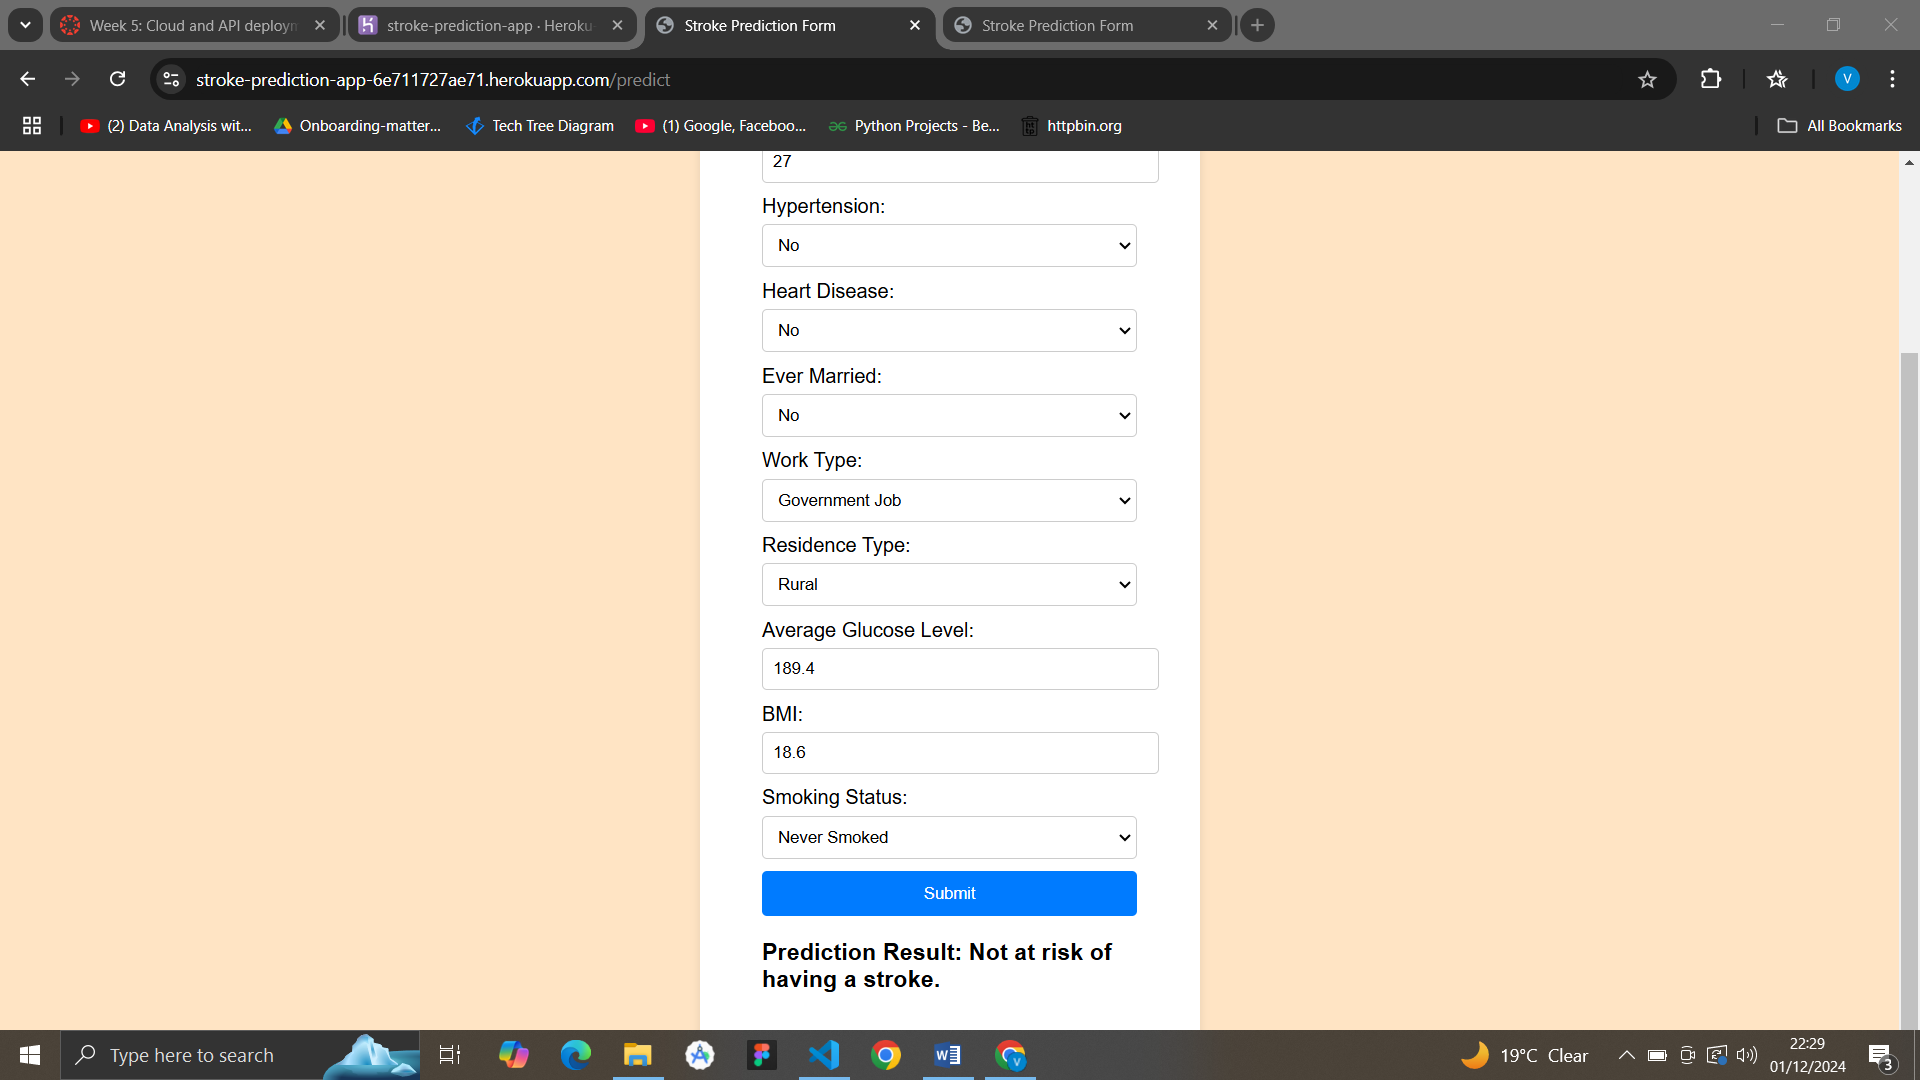 Week 5: Cloud and API deploym
stroke-prediction-app · Heroku
Stroke Prediction Form
Stroke Prediction Form
stroke-prediction-app-6e711727ae71.herokuapp.com/predict
V
(2) Data Analysis wit...
Onboarding-matter...
Tech Tree Diagram
(1) Google, Faceboo...
Python Projects - Be...
httpbin.org
All Bookmarks
27
Hypertension:
No
Heart Disease:
No
Ever Married:
No
Work Type:
Government Job
Residence Type:
Rural
Average Glucose Level:
189.4
BMI:
18.6
Smoking Status:
Never Smoked
Submit
Prediction Result: Not at risk of
having a stroke.
Type here to search
19°C Clear
22:29
01/12/2024
3